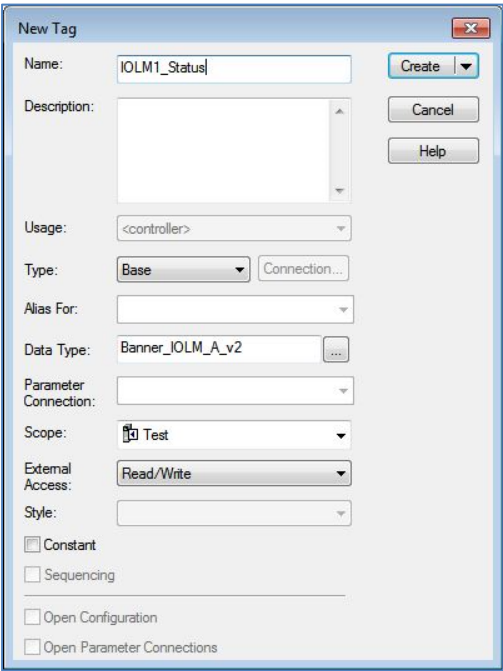 New Tag
Name:
IOLM1_Status
Create
Description:
Cancel
Help
Usage:
<controller>
Type:
Base
Connection...
Alias For:
Data Type:
Banner_IOLM_A_v2
...
Parameter
Connection:
Scope:
Test
External
Access:
Read/Write
Style:
Constant
Sequencing
Open Configuration
Open Parameter Connections